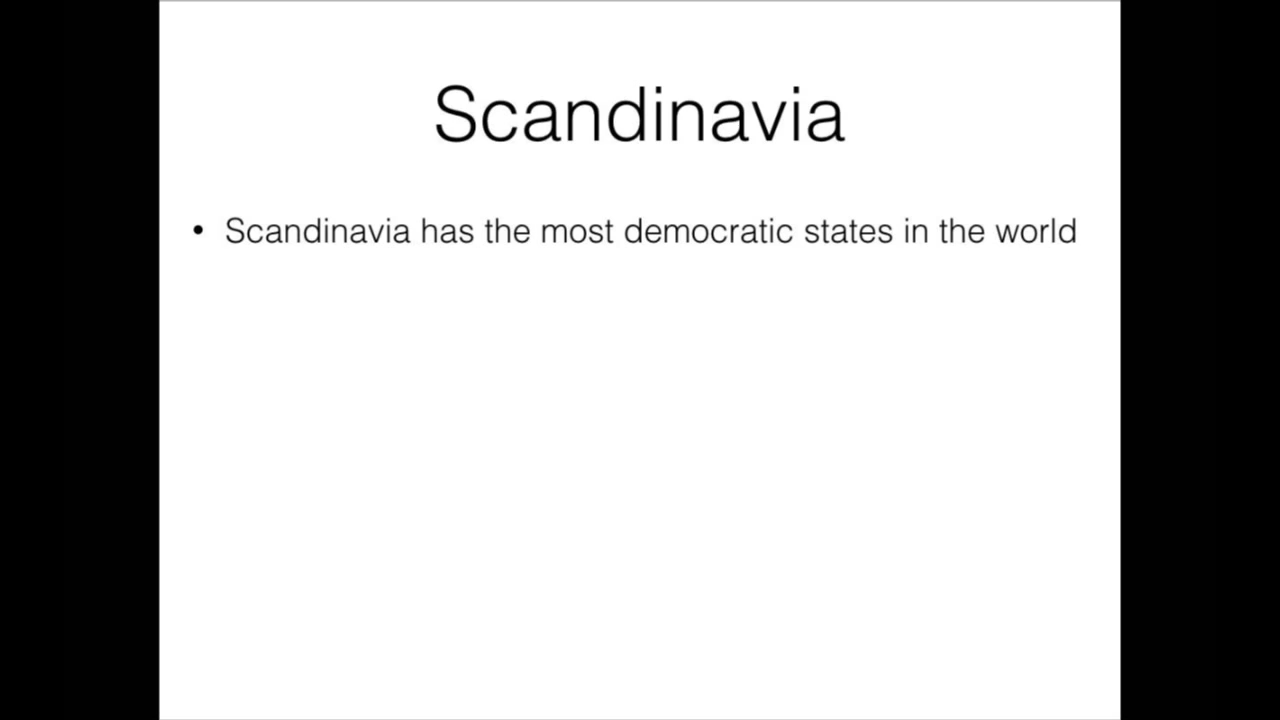 Scandinavia
• Scandinavia has the most democratic states in the world